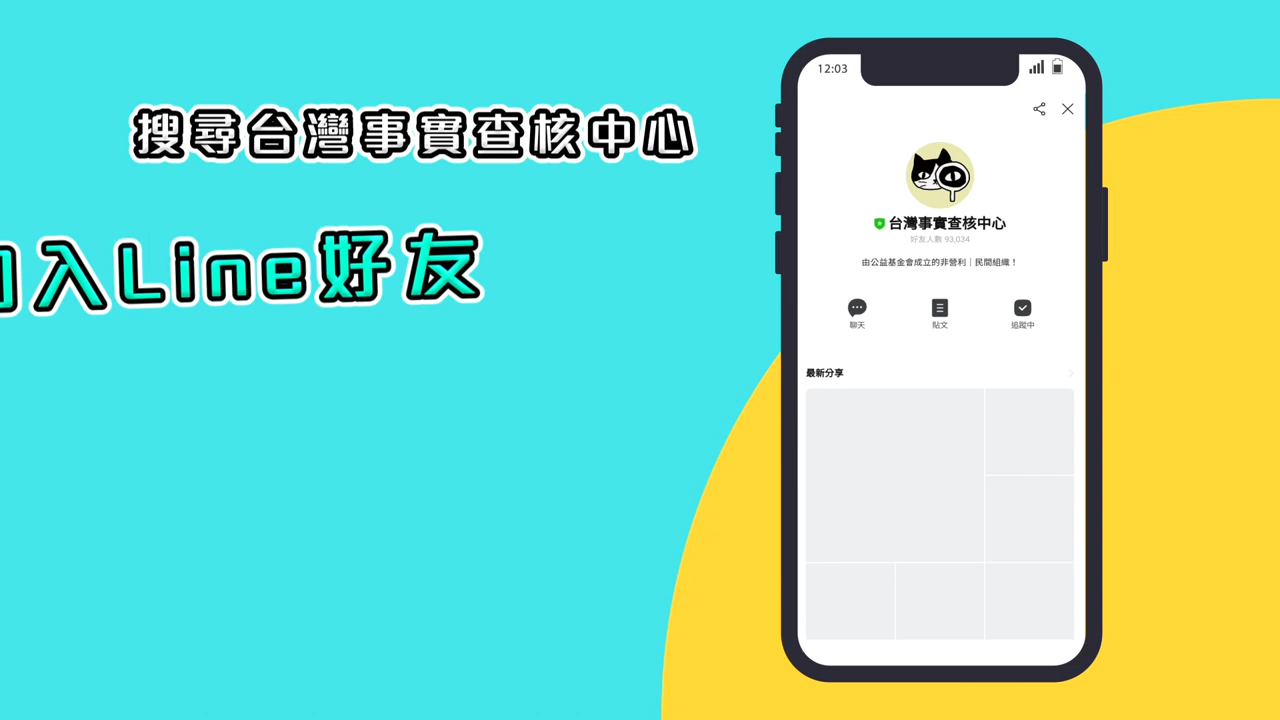 搜尋台灣事實查核中心
入Line好友
12:03
台灣事實查核中心
好友人數 93,034
由公益基金會成立的非營利｜民間組織！
聊天
貼文
追蹤中
最新分享